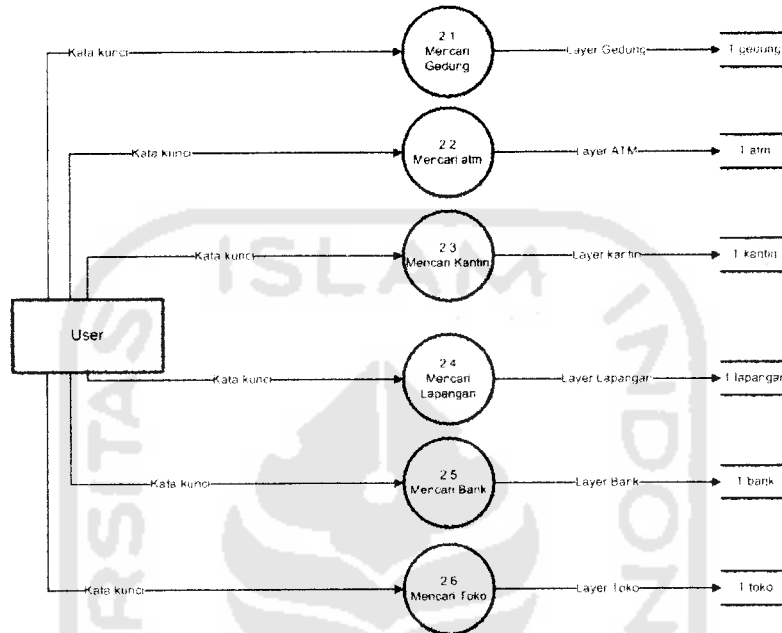 Kata kunci
2.1
Mencari
Gedung
Layer Gedung
1 gedung
Kata kunci
2.2
Mencari atm
Layer ATM
1 atm
ISLAM
Kata kunci
2.3
Mencari Kantin
Layer kantin
1 kantin
User
Kata kunci
2.4
Mencari
Lapangan
Layer Lapangan
1 lapangan
Kata kunci
2.5
Mencari Bank
Layer Bank
1 bank
Kata kunci
2.6
Mencari Toko
Layer Toko
1 toko
RSITAS
INDON